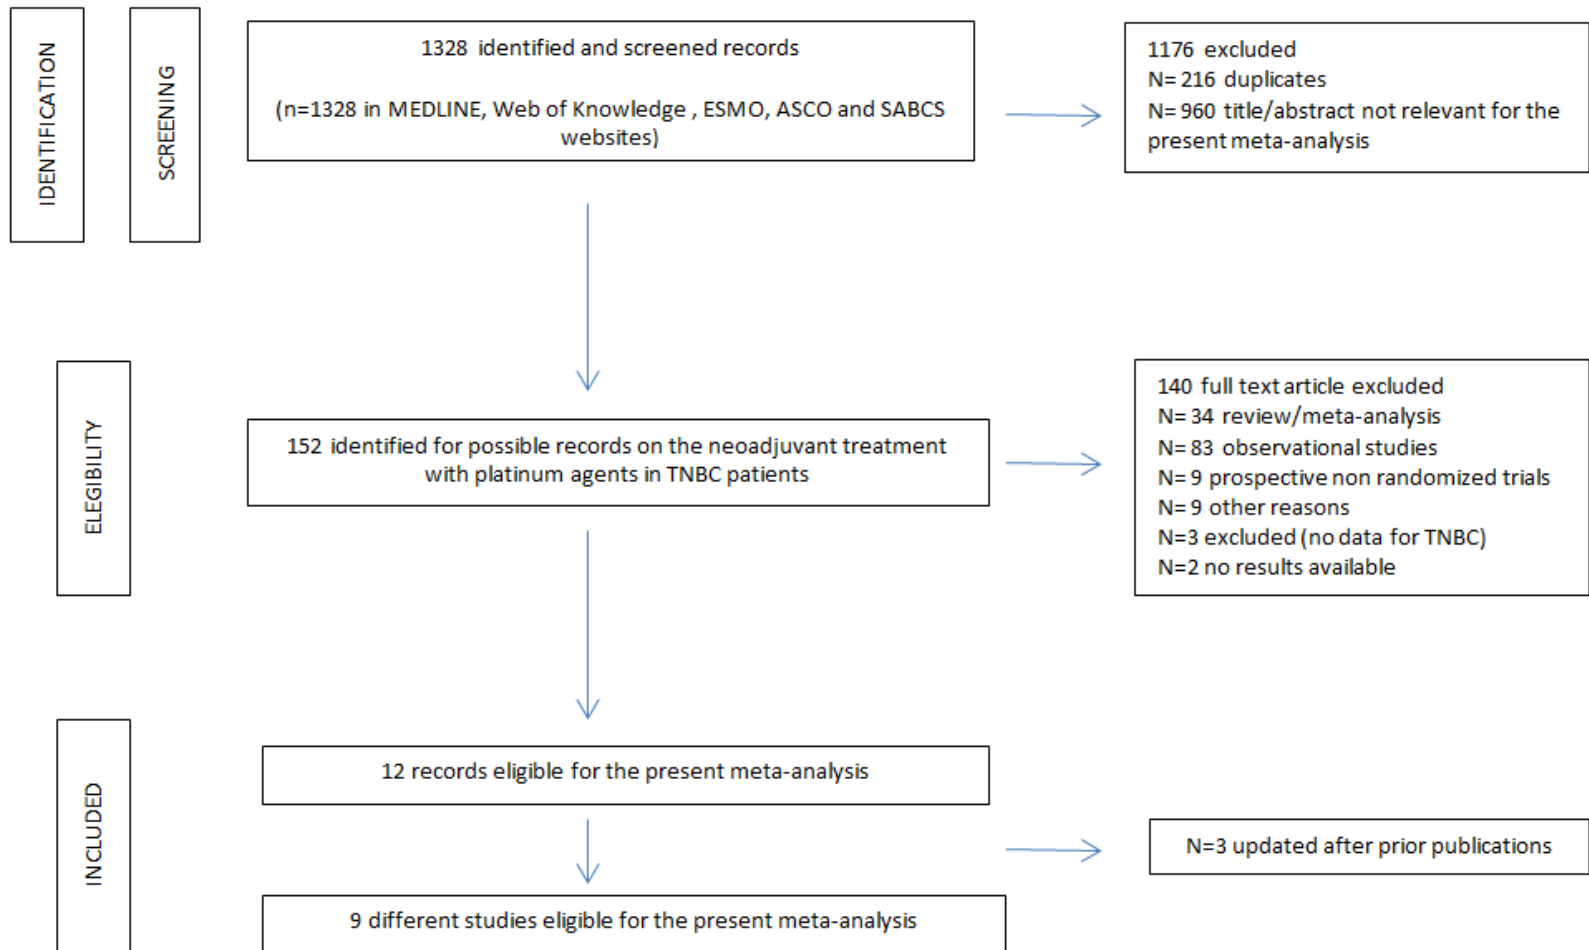 IDENTIFICATION
SCREENING
1328 identified and screened records
(n=1328 in MEDLINE, Web of Knowledge , ESMO, ASCO and SABCS
websites)
1176 excluded
N= 216 duplicates
N= 960 title/abstract not relevant for the
present meta-analysis
ELEGIBILITY
152 identified for possible records on the neoadjuvant treatment
with platinum agents in TNBC patients
140 full text article excluded
N= 34 review/meta-analysis
N= 83 observational studies
N= 9 prospective non randomized trials
N= 9 other reasons
N=3 excluded (no data for TNBC)
N=2 no results available
INCLUDED
12 records eligible for the present meta-analysis
N=3 updated after prior publications
9 different studies eligible for the present meta-analysis